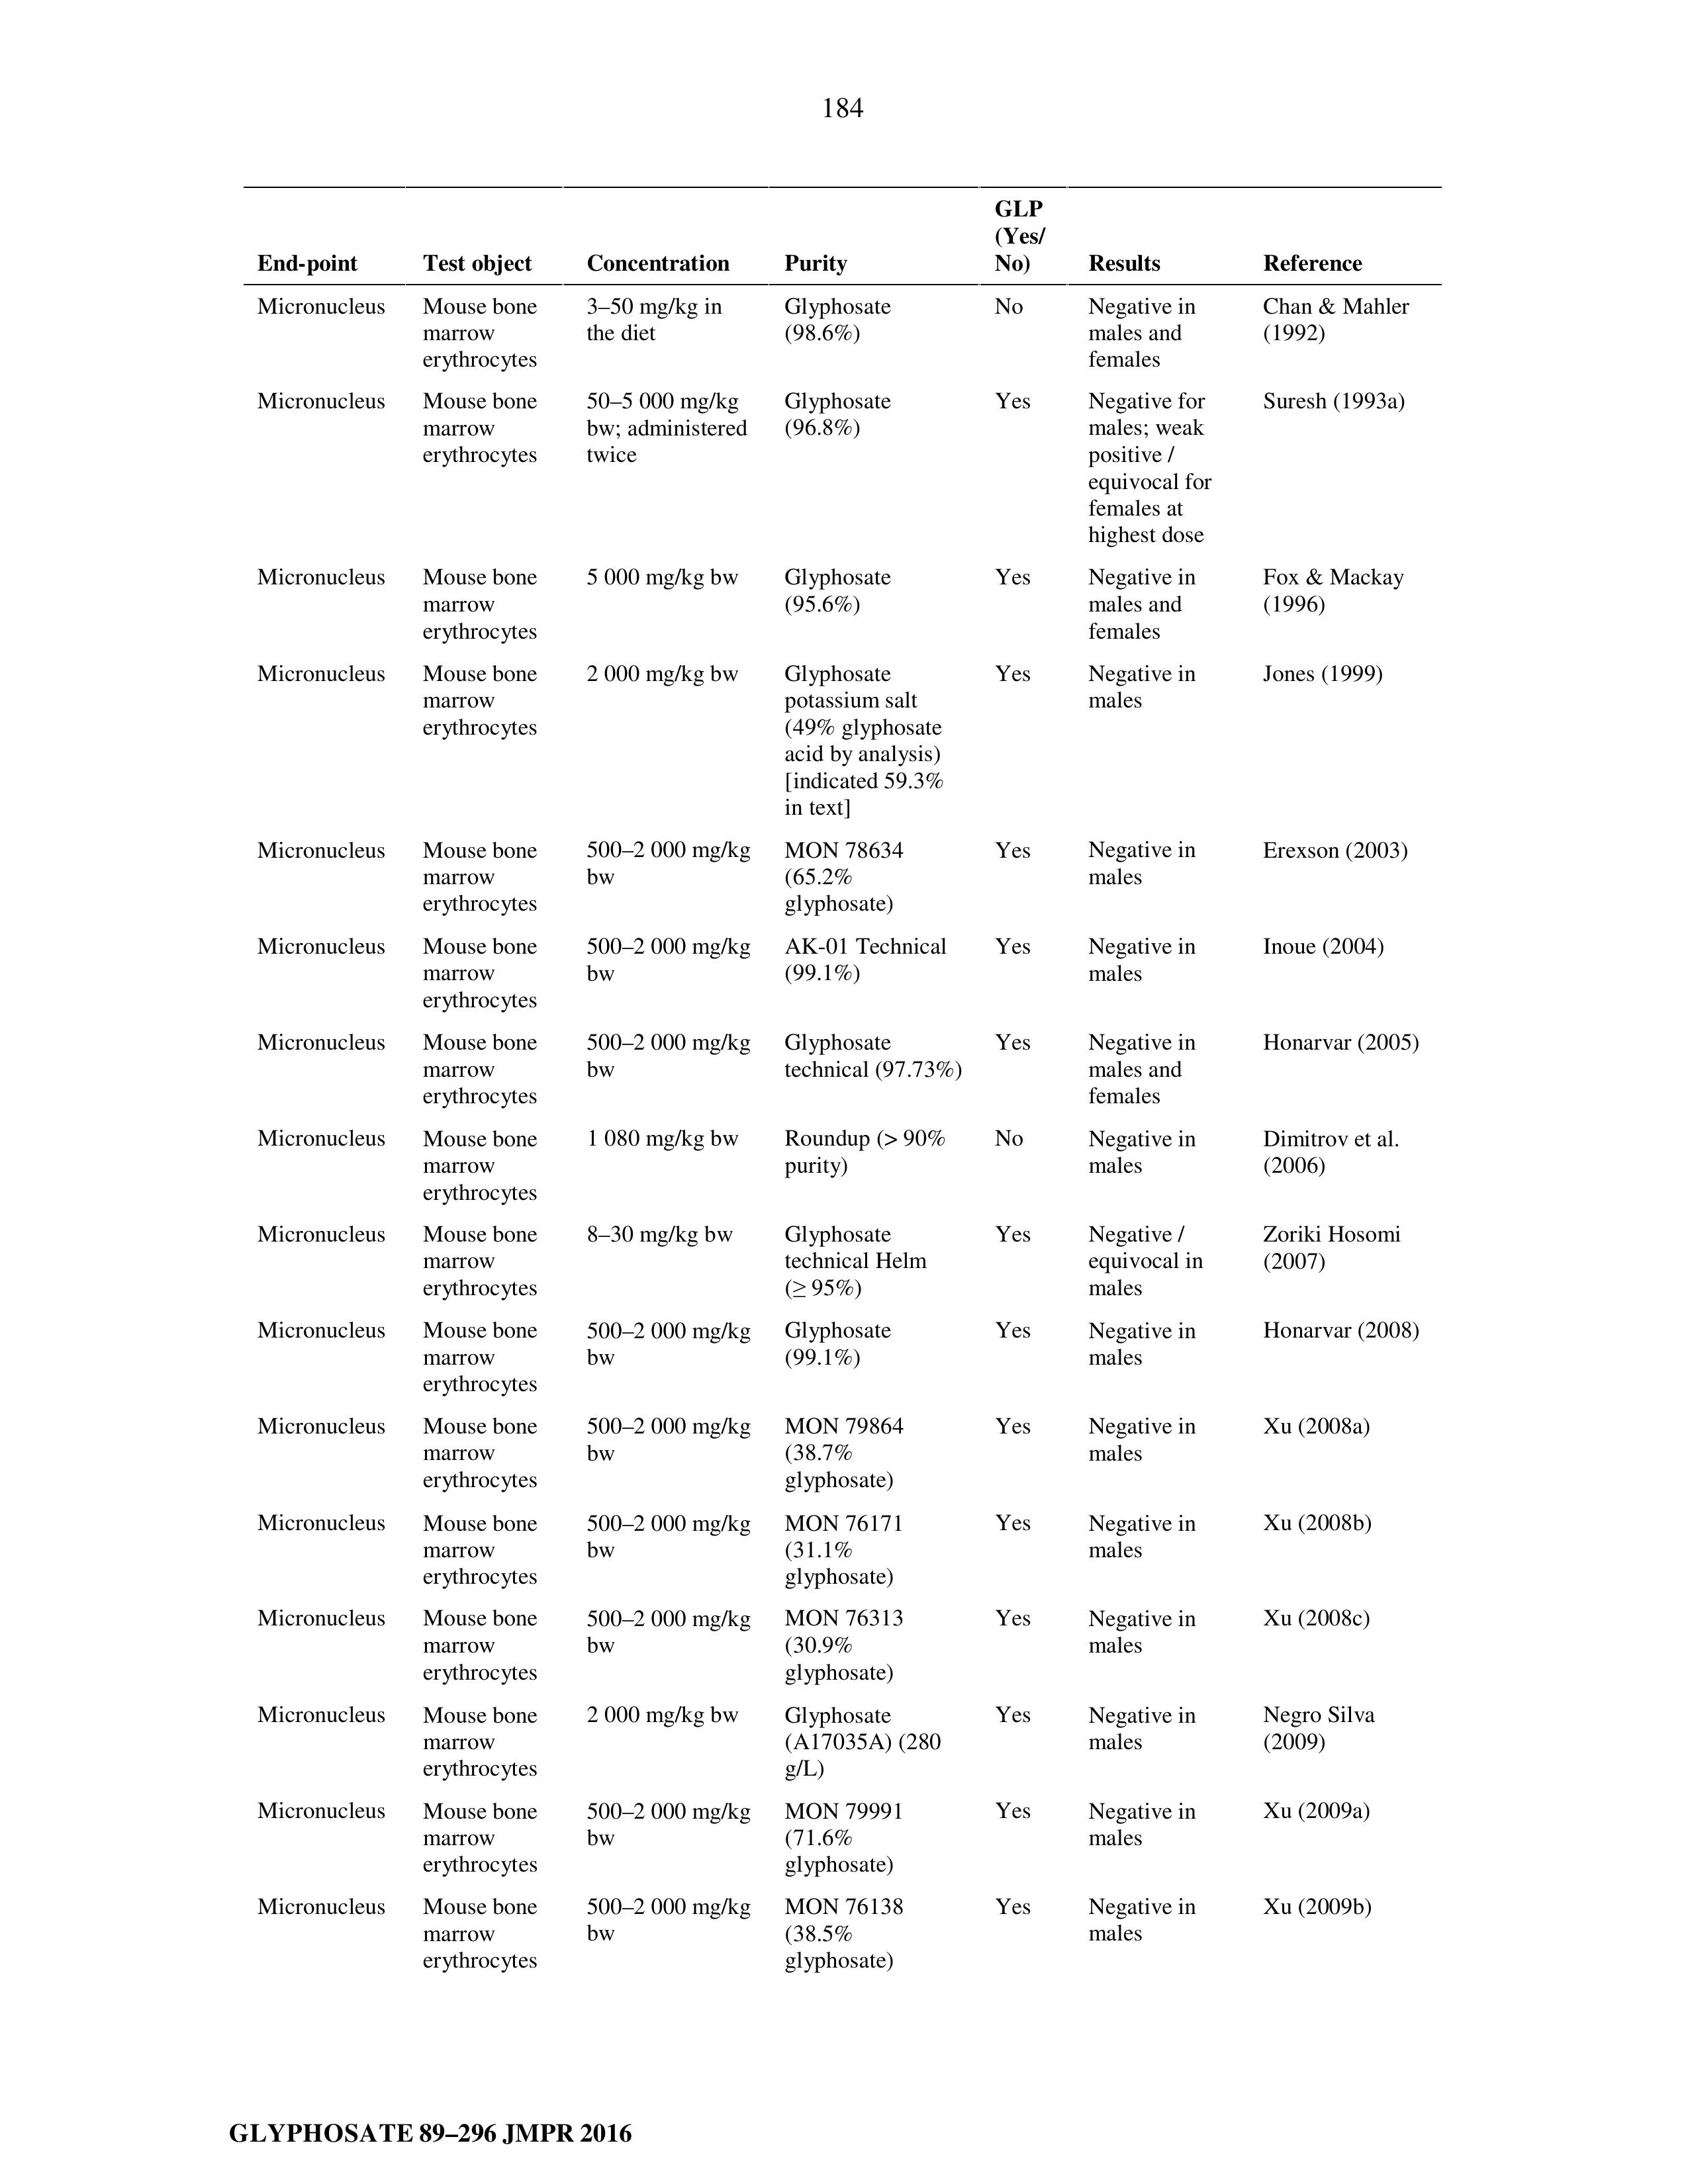 184
GLP
(Yes/
End-point Test object Concentration Purity No) Results Reference
Micronucleus Mouse bone 3–50 mg/kg in Glyphosate No Negative in Chan & Mahler
marrow the diet (98.6%) males and (1992)
erythrocytes females
Micronucleus Mouse bone 50–5 000 mg/kg Glyphosate Yes Negative for Suresh (1993a)
marrow bw; administered (96.8%) males; weak
erythrocytes twice positive /
equivocal for
females at
highest dose
Micronucleus Mouse bone 5 000 mg/kg bw Glyphosate Yes Negative in Fox & Mackay
marrow (95.6%) males and (1996)
erythrocytes females
Micronucleus Mouse bone 2 000 mg/kg bw Glyphosate Yes Negative in Jones (1999)
marrow potassium salt males
erythrocytes (49% glyphosate
acid by analysis)
[indicated 59.3%
in text]
Micronucleus Mouse bone 500–2 000 mg/kg MON 78634 Yes Negative in Erexson (2003)
marrow bw (65.2% males
erythrocytes glyphosate)
Micronucleus Mouse bone 500–2 000 mg/kg AK-01 Technical Yes Negative in Inoue (2004)
marrow bw (99.1%) males
erythrocytes
Micronucleus Mouse bone 500–2 000 mg/kg Glyphosate Yes Negative in Honarvar (2005)
marrow bw technical (97.73%) males and
erythrocytes females
Micronucleus Mouse bone 1 080 mg/kg bw Roundup (> 90% No Negative in Dimitrov et al.
marrow purity) males (2006)
erythrocytes
Micronucleus Mouse bone 8–30 mg/kg bw Glyphosate Yes Negative / Zoriki Hosomi
marrow technical Helm equivocal in (2007)
erythrocytes (≥ 95%) males
Micronucleus Mouse bone 500–2 000 mg/kg Glyphosate Yes Negative in Honarvar (2008)
marrow bw (99.1%) males
erythrocytes
Micronucleus Mouse bone 500–2 000 mg/kg MON 79864 Yes Negative in Xu (2008a)
marrow bw (38.7% males
erythrocytes glyphosate)
Micronucleus Mouse bone 500–2 000 mg/kg MON 76171 Yes Negative in Xu (2008b)
marrow bw (31.1% males
erythrocytes glyphosate)
Micronucleus Mouse bone 500–2 000 mg/kg MON 76313 Yes Negative in Xu (2008c)
marrow bw (30.9% males
erythrocytes glyphosate)
Micronucleus Mouse bone 2 000 mg/kg bw Glyphosate Yes Negative in Negro Silva
marrow (A17035A) (280 males (2009)
erythrocytes g/L)
Micronucleus Mouse bone 500–2 000 mg/kg MON 79991 Yes Negative in Xu (2009a)
marrow bw (71.6% males
erythrocytes glyphosate)
Micronucleus Mouse bone 500–2 000 mg/kg MON 76138 Yes Negative in Xu (2009b)
marrow bw (38.5% males
erythrocytes glyphosate)
GLYPHOSATE 89–296 JMPR 2016